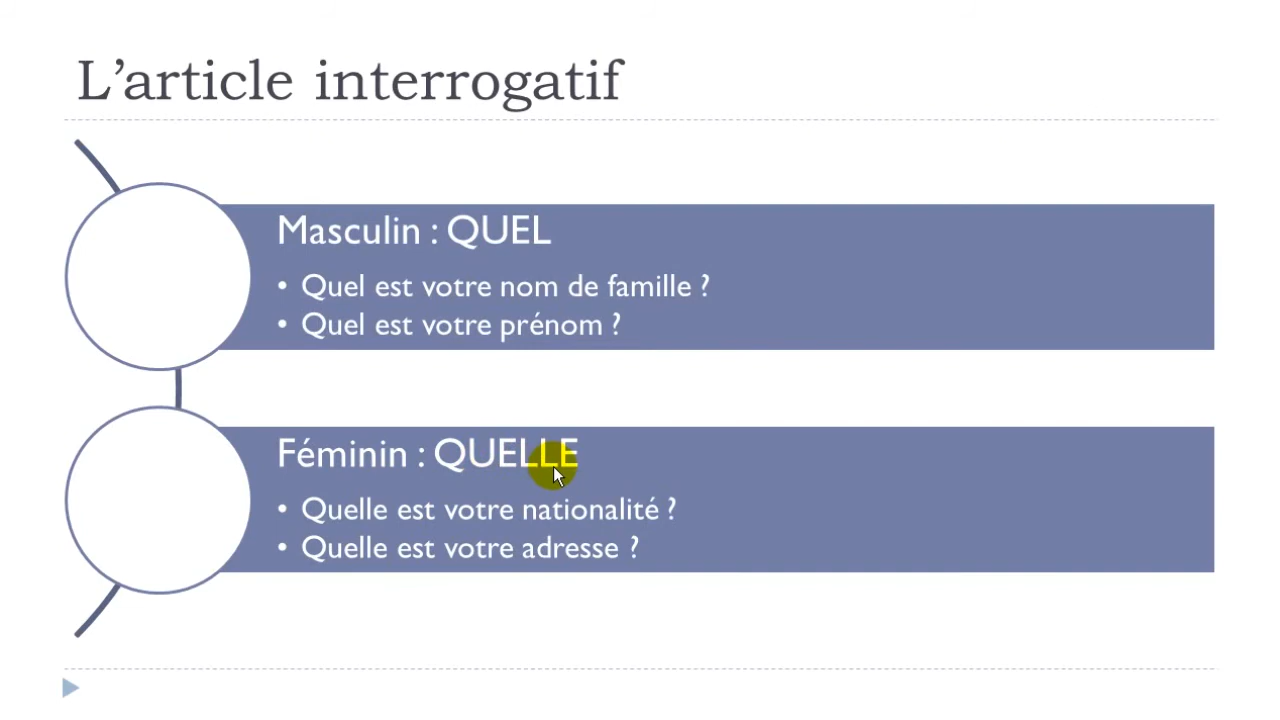 L’article interrogatif
Masculin : QUEL
• Quel est votre nom de famille ?
• Quel est votre prénom ?
Féminin : QUELLE
• Quelle est votre nationalité ?
• Quelle est votre adresse ?